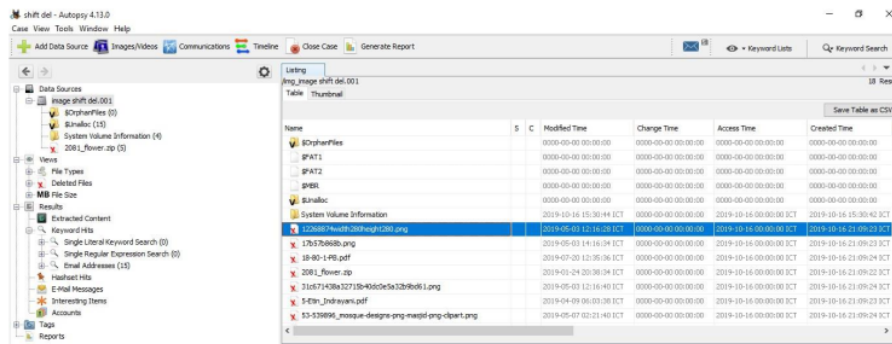 shift del - Autopsy 4.13.0
Case View Tools Window Help
Add Data Source Images/Videos Communications Timeline Close Case Generate Report Keyword Lists Keyword Search
Listing
/img_image shift del.001
18 Res
Table Thumbnail
Save Table as CSV
Data Sources
image shift del.001
$OrphanFiles (0)
$Unalloc (15)
System Volume Information (4)
2081_flower.zip (5)
Views
File Types
Deleted Files
MB File Size
Results
Extracted Content
Keyword Hits
Single Literal Keyword Search (0)
Single Regular Expression Search (0)
Email Addresses (15)
Hashset Hits
E-Mail Messages
Interesting Items
Accounts
Tags
Reports
Name S C Modified Time Change Time Access Time Created Time
$OrphanFiles 0000-00-00 00:00:00 0000-00-00 00:00:00 0000-00-00 00:00:00 0000-00-00 00:00:00
$FAT1 0000-00-00 00:00:00 0000-00-00 00:00:00 0000-00-00 00:00:00 0000-00-00 00:00:00
$FAT2 0000-00-00 00:00:00 0000-00-00 00:00:00 0000-00-00 00:00:00 0000-00-00 00:00:00
$MBR 0000-00-00 00:00:00 0000-00-00 00:00:00 0000-00-00 00:00:00 0000-00-00 00:00:00
$Unalloc 0000-00-00 00:00:00 0000-00-00 00:00:00 0000-00-00 00:00:00 0000-00-00 00:00:00
System Volume Information 2019-10-16 15:30:44 ICT 0000-00-00 00:00:00 2019-10-16 00:00:00 ICT 2019-10-16 15:30:42 ICT
12268874width280height280.png 2019-05-03 12:16:28 ICT 0000-00-00 00:00:00 2019-10-16 00:00:00 ICT 2019-10-16 21:09:23 ICT
17b57b868b.png 2019-05-03 14:16:34 ICT 0000-00-00 00:00:00 2019-10-16 00:00:00 ICT 2019-10-16 21:09:23 ICT
18-80-1-PB.pdf 2019-07-20 12:35:36 ICT 0000-00-00 00:00:00 2019-10-16 00:00:00 ICT 2019-10-16 21:09:22 ICT
2081_flower.zip 2019-01-24 20:38:04 ICT 0000-00-00 00:00:00 2019-10-16 00:00:00 ICT 2019-10-16 21:09:22 ICT
31c671438a32715b40dc0e5a32b9bd61.png 2019-05-03 12:16:40 ICT 0000-00-00 00:00:00 2019-10-16 00:00:00 ICT 2019-10-16 21:09:24 ICT
5-Etin_Indrayani.pdf 2019-04-09 06:03:38 ICT 0000-00-00 00:00:00 2019-10-16 00:00:00 ICT 2019-10-16 21:09:23 ICT
53-539896_mosque-designs-png-masjid-png-clipart.png 2019-05-07 02:21:40 ICT 0000-00-00 00:00:00 2019-10-16 00:00:00 ICT 2019-10-16 21:09:24 ICT